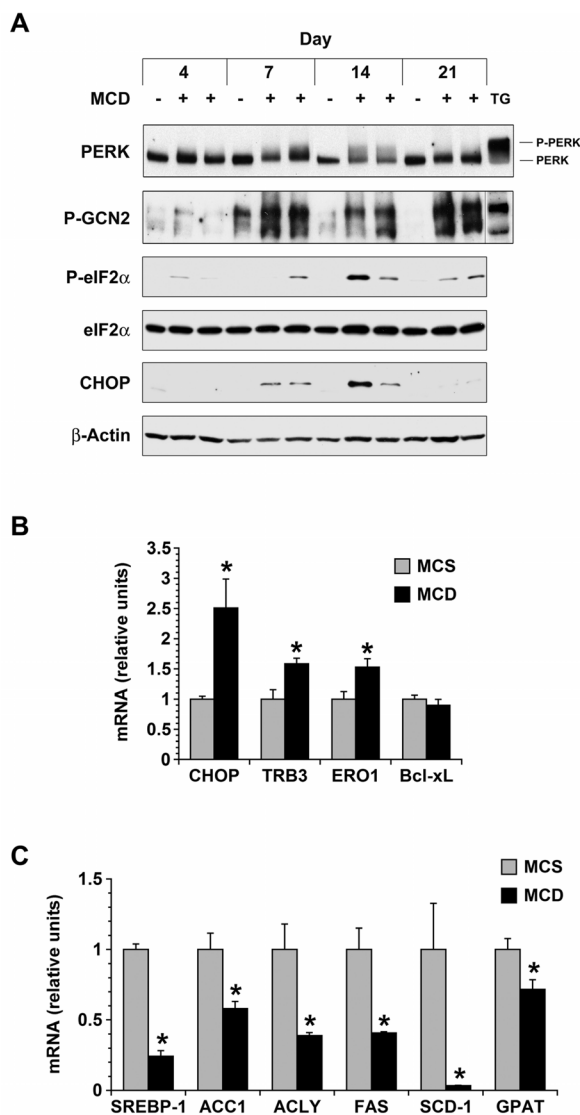 A
Day
4 7 14 21
MCD - + + - + + - + + - + + TG
PERK
P-PERK
PERK
P-GCN2
P-eIF2α
eIF2α
CHOP
β-Actin
B
mRNA (relative units)
3.5
3
2.5
2
1.5
1
0.5
0
MCS
MCD
*
*
*
CHOP TRB3 ERO1 Bcl-xL
C
mRNA (relative units)
1.5
1
0.5
0
MCS
MCD
*
*
*
*
*
*
SREBP-1 ACC1 ACLY FAS SCD-1 GPAT